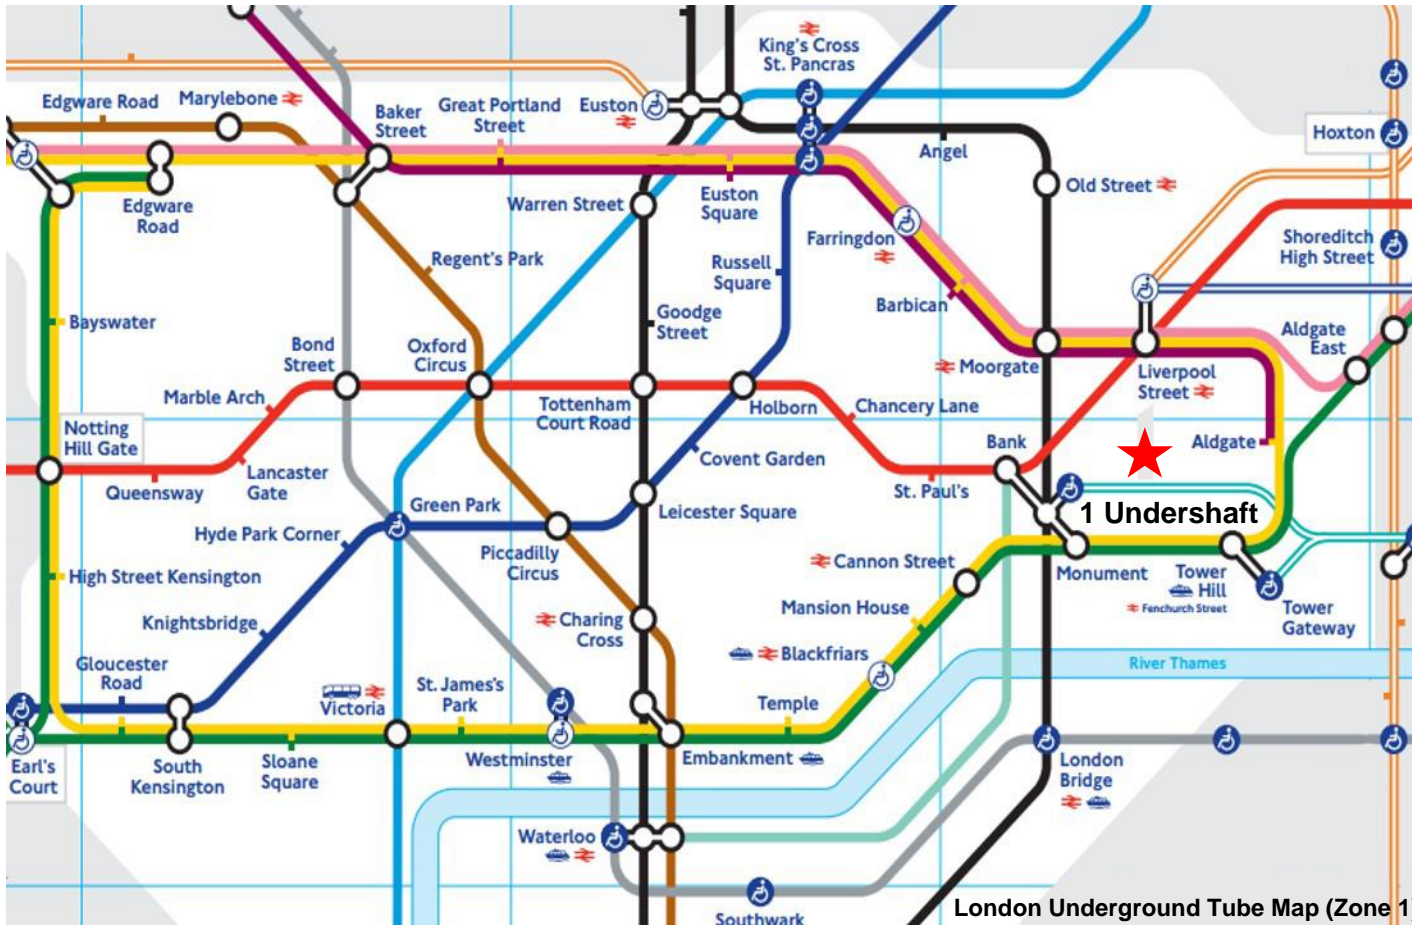 King's Cross
St. Pancras
Edgware Road
Marylebone
Baker
Street
Great Portland
Street
Euston
Angel
Hoxton
Old Street
Edgware
Road
Warren Street
Euston
Square
Farringdon
Shoreditch
High Street
Regent's Park
Russell
Square
Barbican
Bayswater
Goodge
Street
Bond
Street
Oxford
Circus
Moorgate
Liverpool
Street
Aldgate
East
Marble Arch
Tottenham
Court Road
Holborn
Chancery Lane
Notting
Hill Gate
Bank
Aldgate
Queensway
Lancaster
Gate
Covent Garden
St. Paul's
Hyde Park Corner
Green Park
Leicester Square
1 Undershaft
Piccadilly
Circus
Cannon Street
Monument
Tower
Hill
Fenchurch Street
High Street Kensington
Mansion House
Tower
Gateway
Knightsbridge
Charing
Cross
Blackfriars
River Thames
Gloucester
Road
Victoria
St. James's
Park
Temple
Earl's
Court
South
Kensington
Sloane
Square
Westminster
Embankment
London
Bridge
Waterloo
Southwark
London Underground Tube Map (Zone 1)